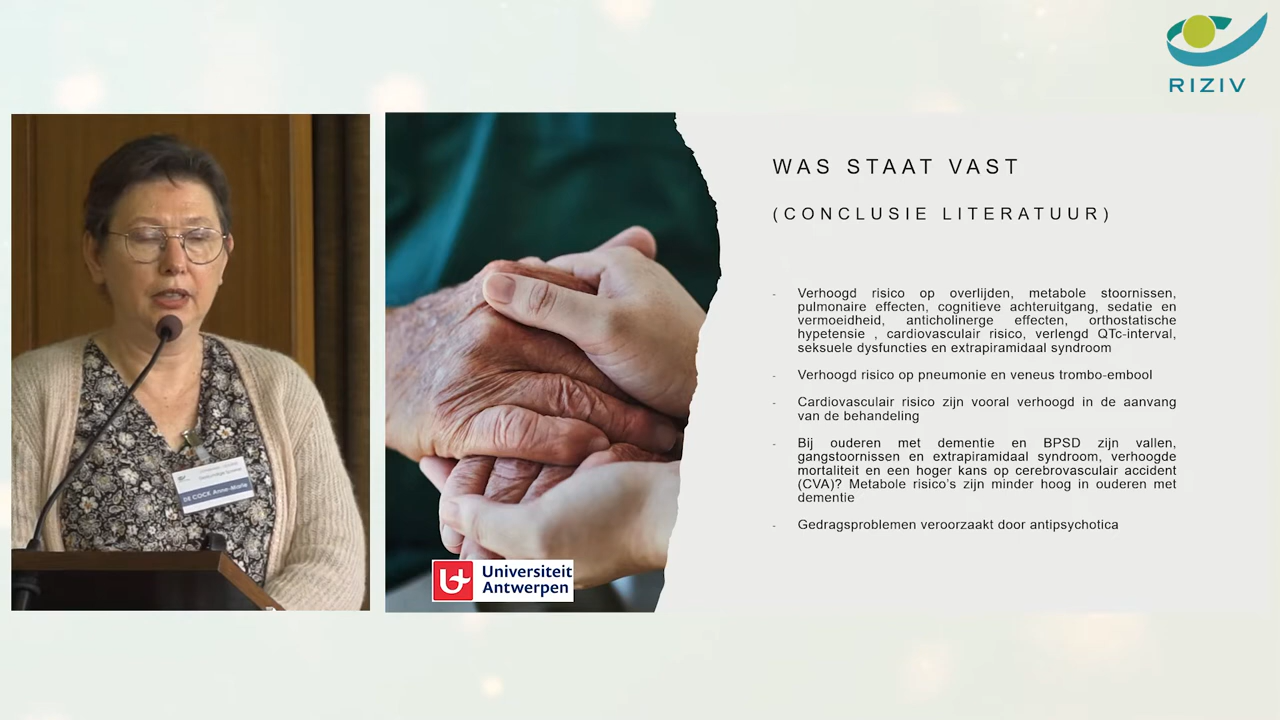 RIZIV
WAS STAAT VAST
(CONCLUSIE LITERATUUR)
- Verhoogd risico op overlijden, metabole stoornissen,
pulmonaire effecten, cognitieve achteruitgang, sedatie en
vermoeidheid, anticholinerge effecten, orthostatische
hypetensie , cardiovasculair risico, verlengd QTc-interval,
seksuele dysfuncties en extrapiramidaal syndroom
- Verhoogd risico op pneumonie en veneus trombo-embool
- Cardiovasculair risico zijn vooral verhoogd in de aanvang
van de behandeling
- Bij ouderen met dementie en BPSD zijn vallen,
gangstoornissen en extrapiramidaal syndroom, verhoogde
mortaliteit en een hoger kans op cerebrovasculair accident
(CVA)? Metabole risico's zijn minder hoog in ouderen met
dementie
- Gedragsproblemen veroorzaakt door antipsychotica
DE COCK Anne-Marie
Universiteit
Antwerpen